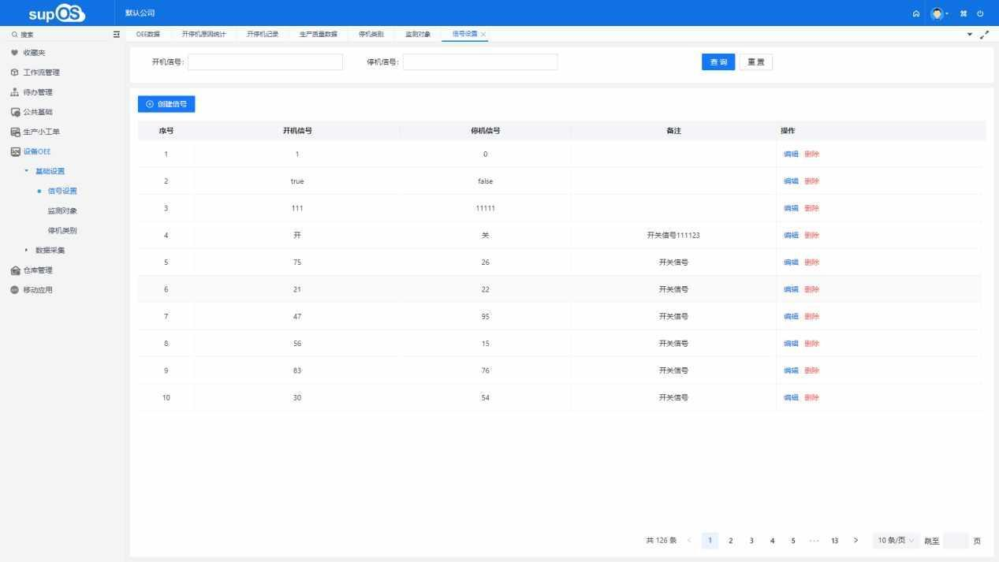 supOS 默认公司
搜索 OEE数据 开停机原因统计 开停机记录 生产质量数据 停机类别 监测对象 信号设置
收藏夹
工作流管理
待办管理
公共基础
生产小工单
设备OEE
基础设置
信号设置
监测对象
停机类别
数据采集
仓库管理
移动应用
开机信号: 停机信号: 查 询 重 置
创建信号
序号 开机信号 停机信号 备注 操作
1 1 0 编辑 删除
2 true false 编辑 删除
3 111 11111 编辑 删除
4 开 关 开关信号111123 编辑 删除
5 75 26 开关信号 编辑 删除
6 21 22 开关信号 编辑 删除
7 47 95 开关信号 编辑 删除
8 56 15 开关信号 编辑 删除
9 83 76 开关信号 编辑 删除
10 30 54 开关信号 编辑 删除
共 126 条 < 1 2 3 4 5 ··· 13 > 10 条/页 跳至 页